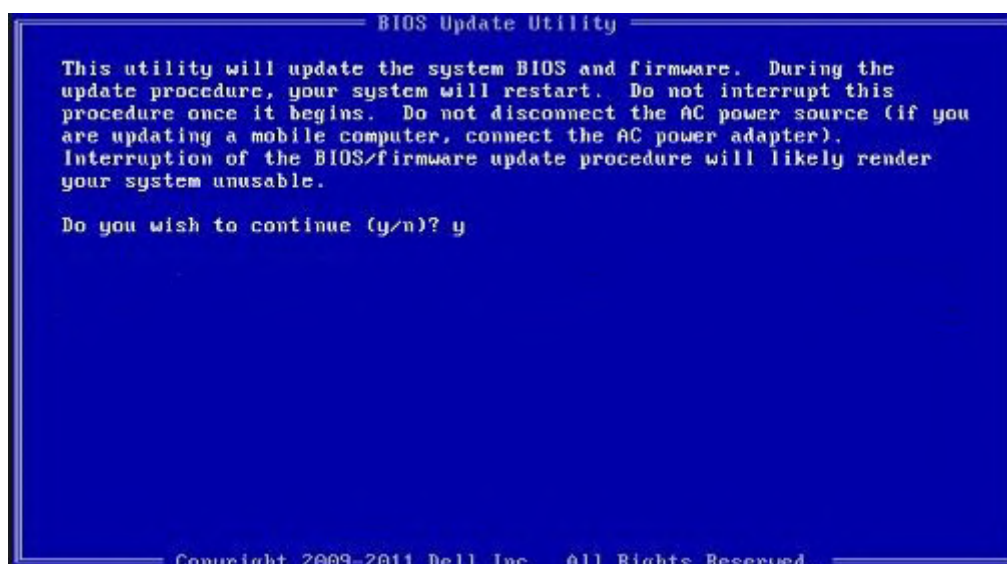 BIOS Update Utility
This utility will update the system BIOS and firmware. During the
update procedure, your system will restart. Do not interrupt this
procedure once it begins. Do not disconnect the AC power source (if you
are updating a mobile computer, connect the AC power adapter).
Interruption of the BIOS/firmware update procedure will likely render
your system unusable.
Do you wish to continue (y/n)? y
Copyright 2009-2011 Dell Inc. All Rights Reserved.